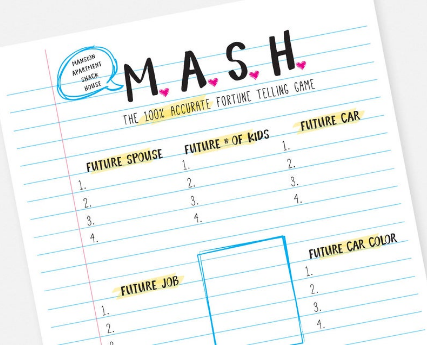 MANSION
APARTMENT
SHACK
HOUSE
M.A.S.H.
THE 100% ACCURATE FORTUNE TELLING GAME
FUTURE SPOUSE
1.
2.
3.
4.
FUTURE # OF KIDS
1.
2.
3.
4.
FUTURE CAR
1.
2.
3.
4.
FUTURE JOB
1.
2.
FUTURE CAR COLOR
1.
2.
3.
4.